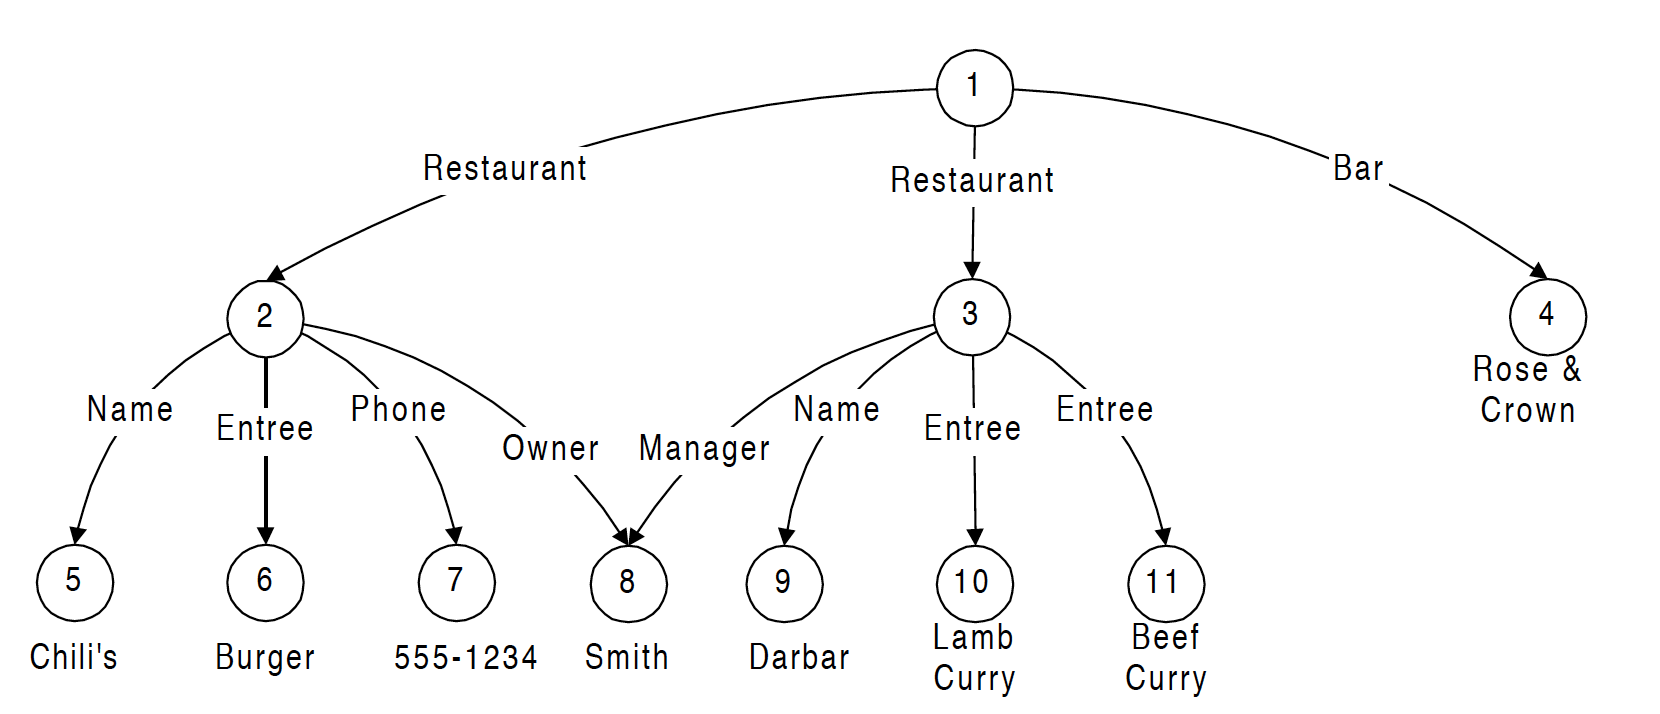 1
Restaurant
Restaurant
Bar
2
3
4
Rose &
Crown
Name
Entree
Phone
Owner
Manager
Name
Entree
Entree
5
6
7
8
9
10
11
Chili's
Burger
555-1234
Smith
Darbar
Lamb
Curry
Beef
Curry